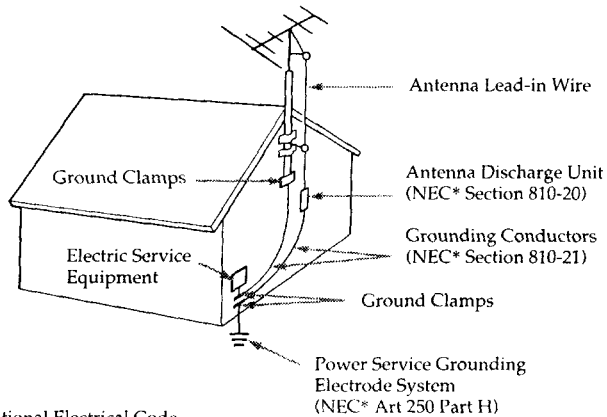 Antenna Lead-in Wire
Ground Clamps
Antenna Discharge Unit
(NEC* Section 810-20)
Grounding Conductors
(NEC* Section 810-21)
Electric Service
Equipment
Ground Clamps
Power Service Grounding
Electrode System
(NEC* Art 250 Part H)
tional Electrical Code